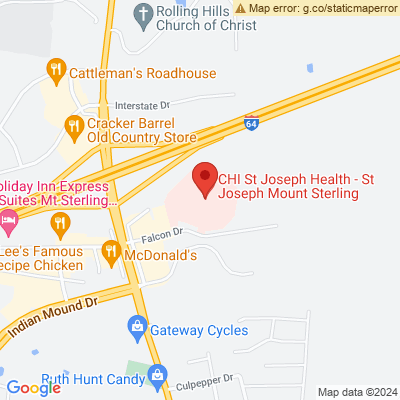 Map error: g.co/staticmaperror
Rolling Hills
Church of Christ
Cattleman's Roadhouse
Interstate Dr
Cracker Barrel
Old Country Store
64
CHI St Joseph Health - St
Joseph Mount Sterling
oliday Inn Express
Suites Mt Sterling...
Falcon Dr
Lee's Famous
ecipe Chicken
McDonald's
Indian Mound Dr
Gateway Cycles
Ruth Hunt Candy
Culpepper Dr
Google
Map data ©2024